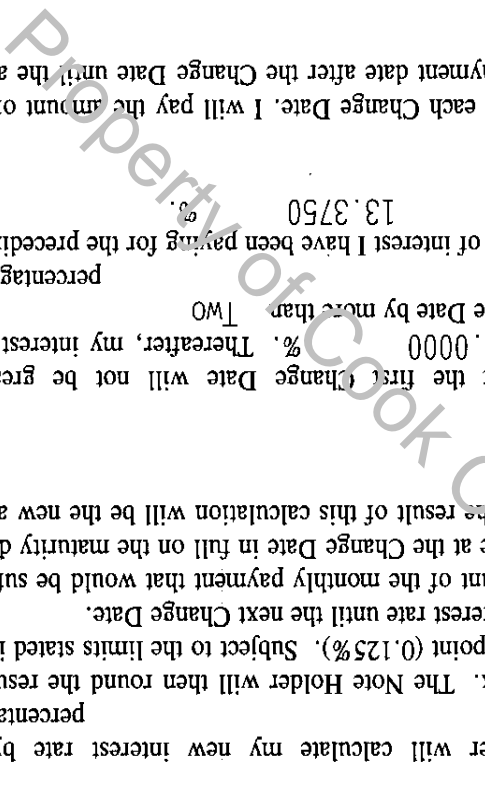 er will calculate my new interest rate by
percenta
x. The Note Holder will then round the resu
point (0.125%). Subject to the limits stated i
erest rate until the next Change Date.
unt of the monthly payment that would be suf
e at the Change Date in full on the maturity d
he result of this calculation will be the new a
t the first Change Date will not be grea
.0000 %. Thereafter, my interest
e Date by more than TWO
percentag
of interest I have been paying for the precedi
13.3750 %.
each Change Date. I will pay the amount o
ayment date after the Change Date until the a
Property of Cook C